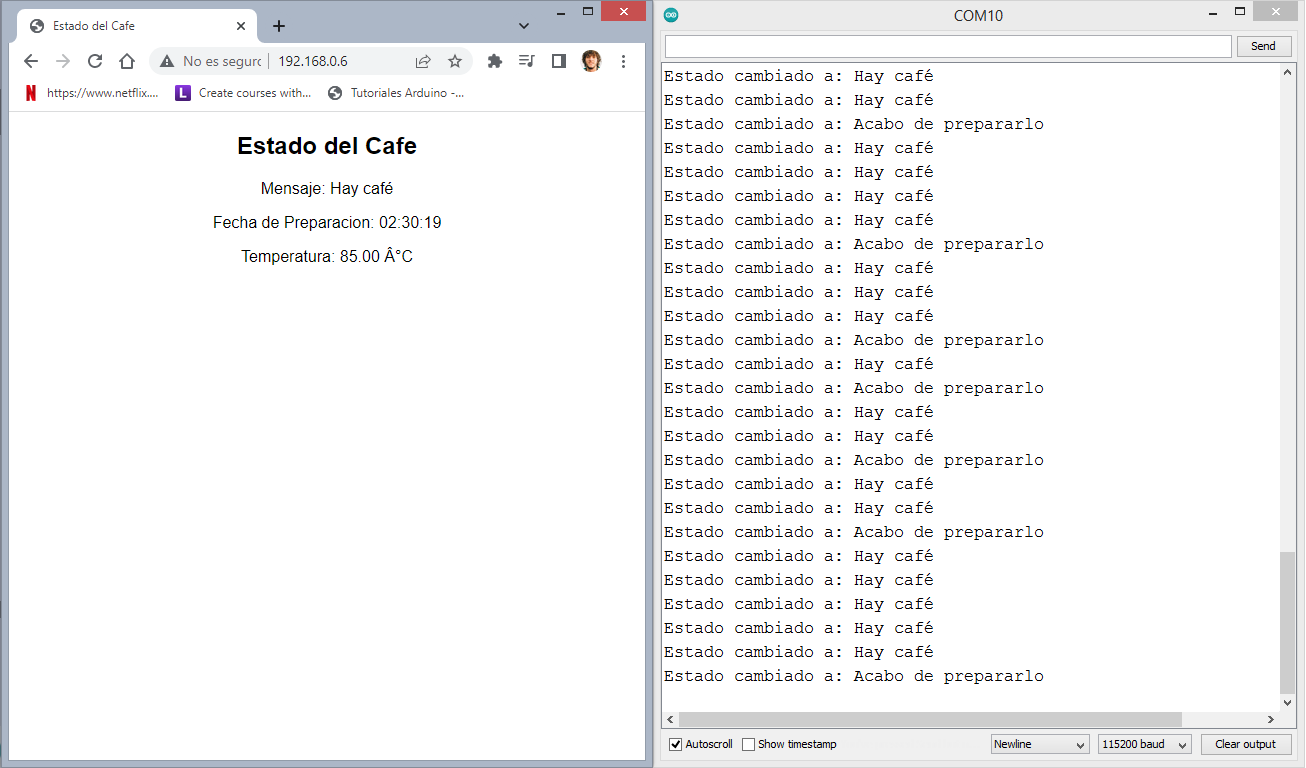 Estado del Cafe
No es segurc
192.168.0.6
https://www.netflix....
L
Create courses with...
Tutoriales Arduino -...
Estado del Cafe
Mensaje: Hay café
Fecha de Preparacion: 02:30:19
Temperatura: 85.00 Â°C
COM10
Send
Estado cambiado a: Hay café
Estado cambiado a: Hay café
Estado cambiado a: Acabo de prepararlo
Estado cambiado a: Hay café
Estado cambiado a: Hay café
Estado cambiado a: Hay café
Estado cambiado a: Hay café
Estado cambiado a: Acabo de prepararlo
Estado cambiado a: Hay café
Estado cambiado a: Hay café
Estado cambiado a: Hay café
Estado cambiado a: Acabo de prepararlo
Estado cambiado a: Hay café
Estado cambiado a: Acabo de prepararlo
Estado cambiado a: Hay café
Estado cambiado a: Hay café
Estado cambiado a: Acabo de prepararlo
Estado cambiado a: Hay café
Estado cambiado a: Hay café
Estado cambiado a: Acabo de prepararlo
Estado cambiado a: Hay café
Estado cambiado a: Hay café
Estado cambiado a: Hay café
Estado cambiado a: Hay café
Estado cambiado a: Hay café
Estado cambiado a: Acabo de prepararlo
Autoscroll
Show timestamp
Newline
115200 baud
Clear output